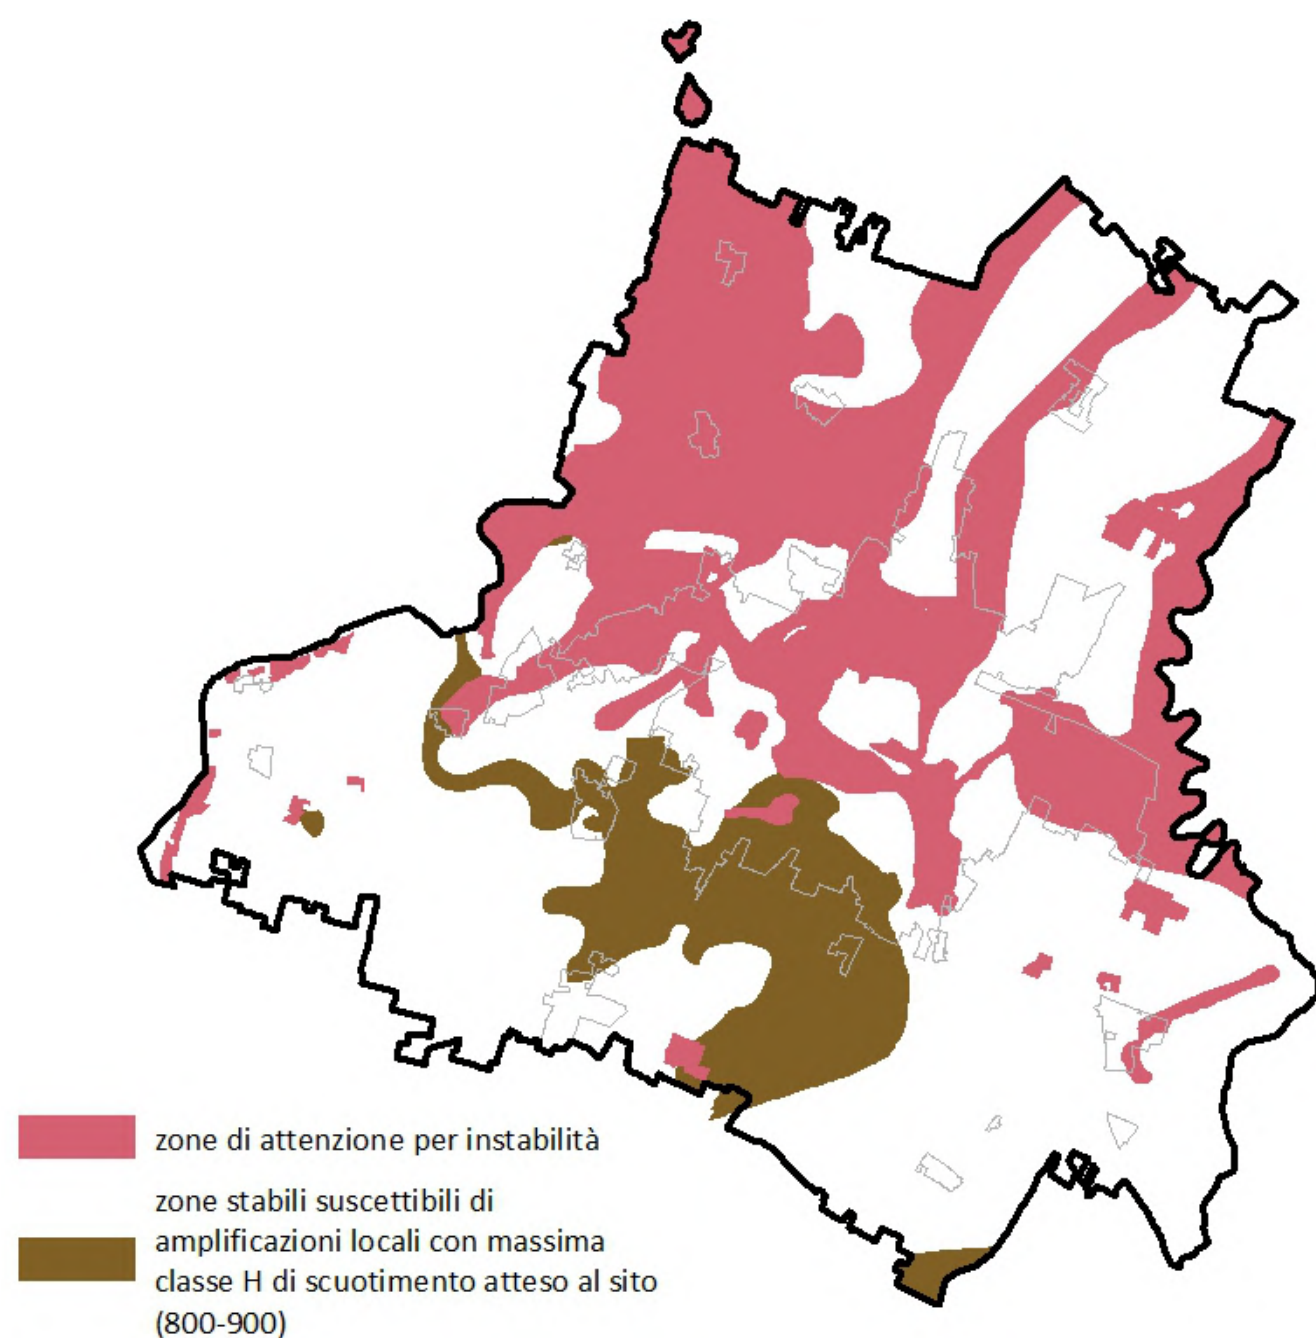 zone di attenzione per instabilità
zone stabili suscettibili di
amplificazioni locali con massima
classe H di scuotimento atteso al sito
(800-900)